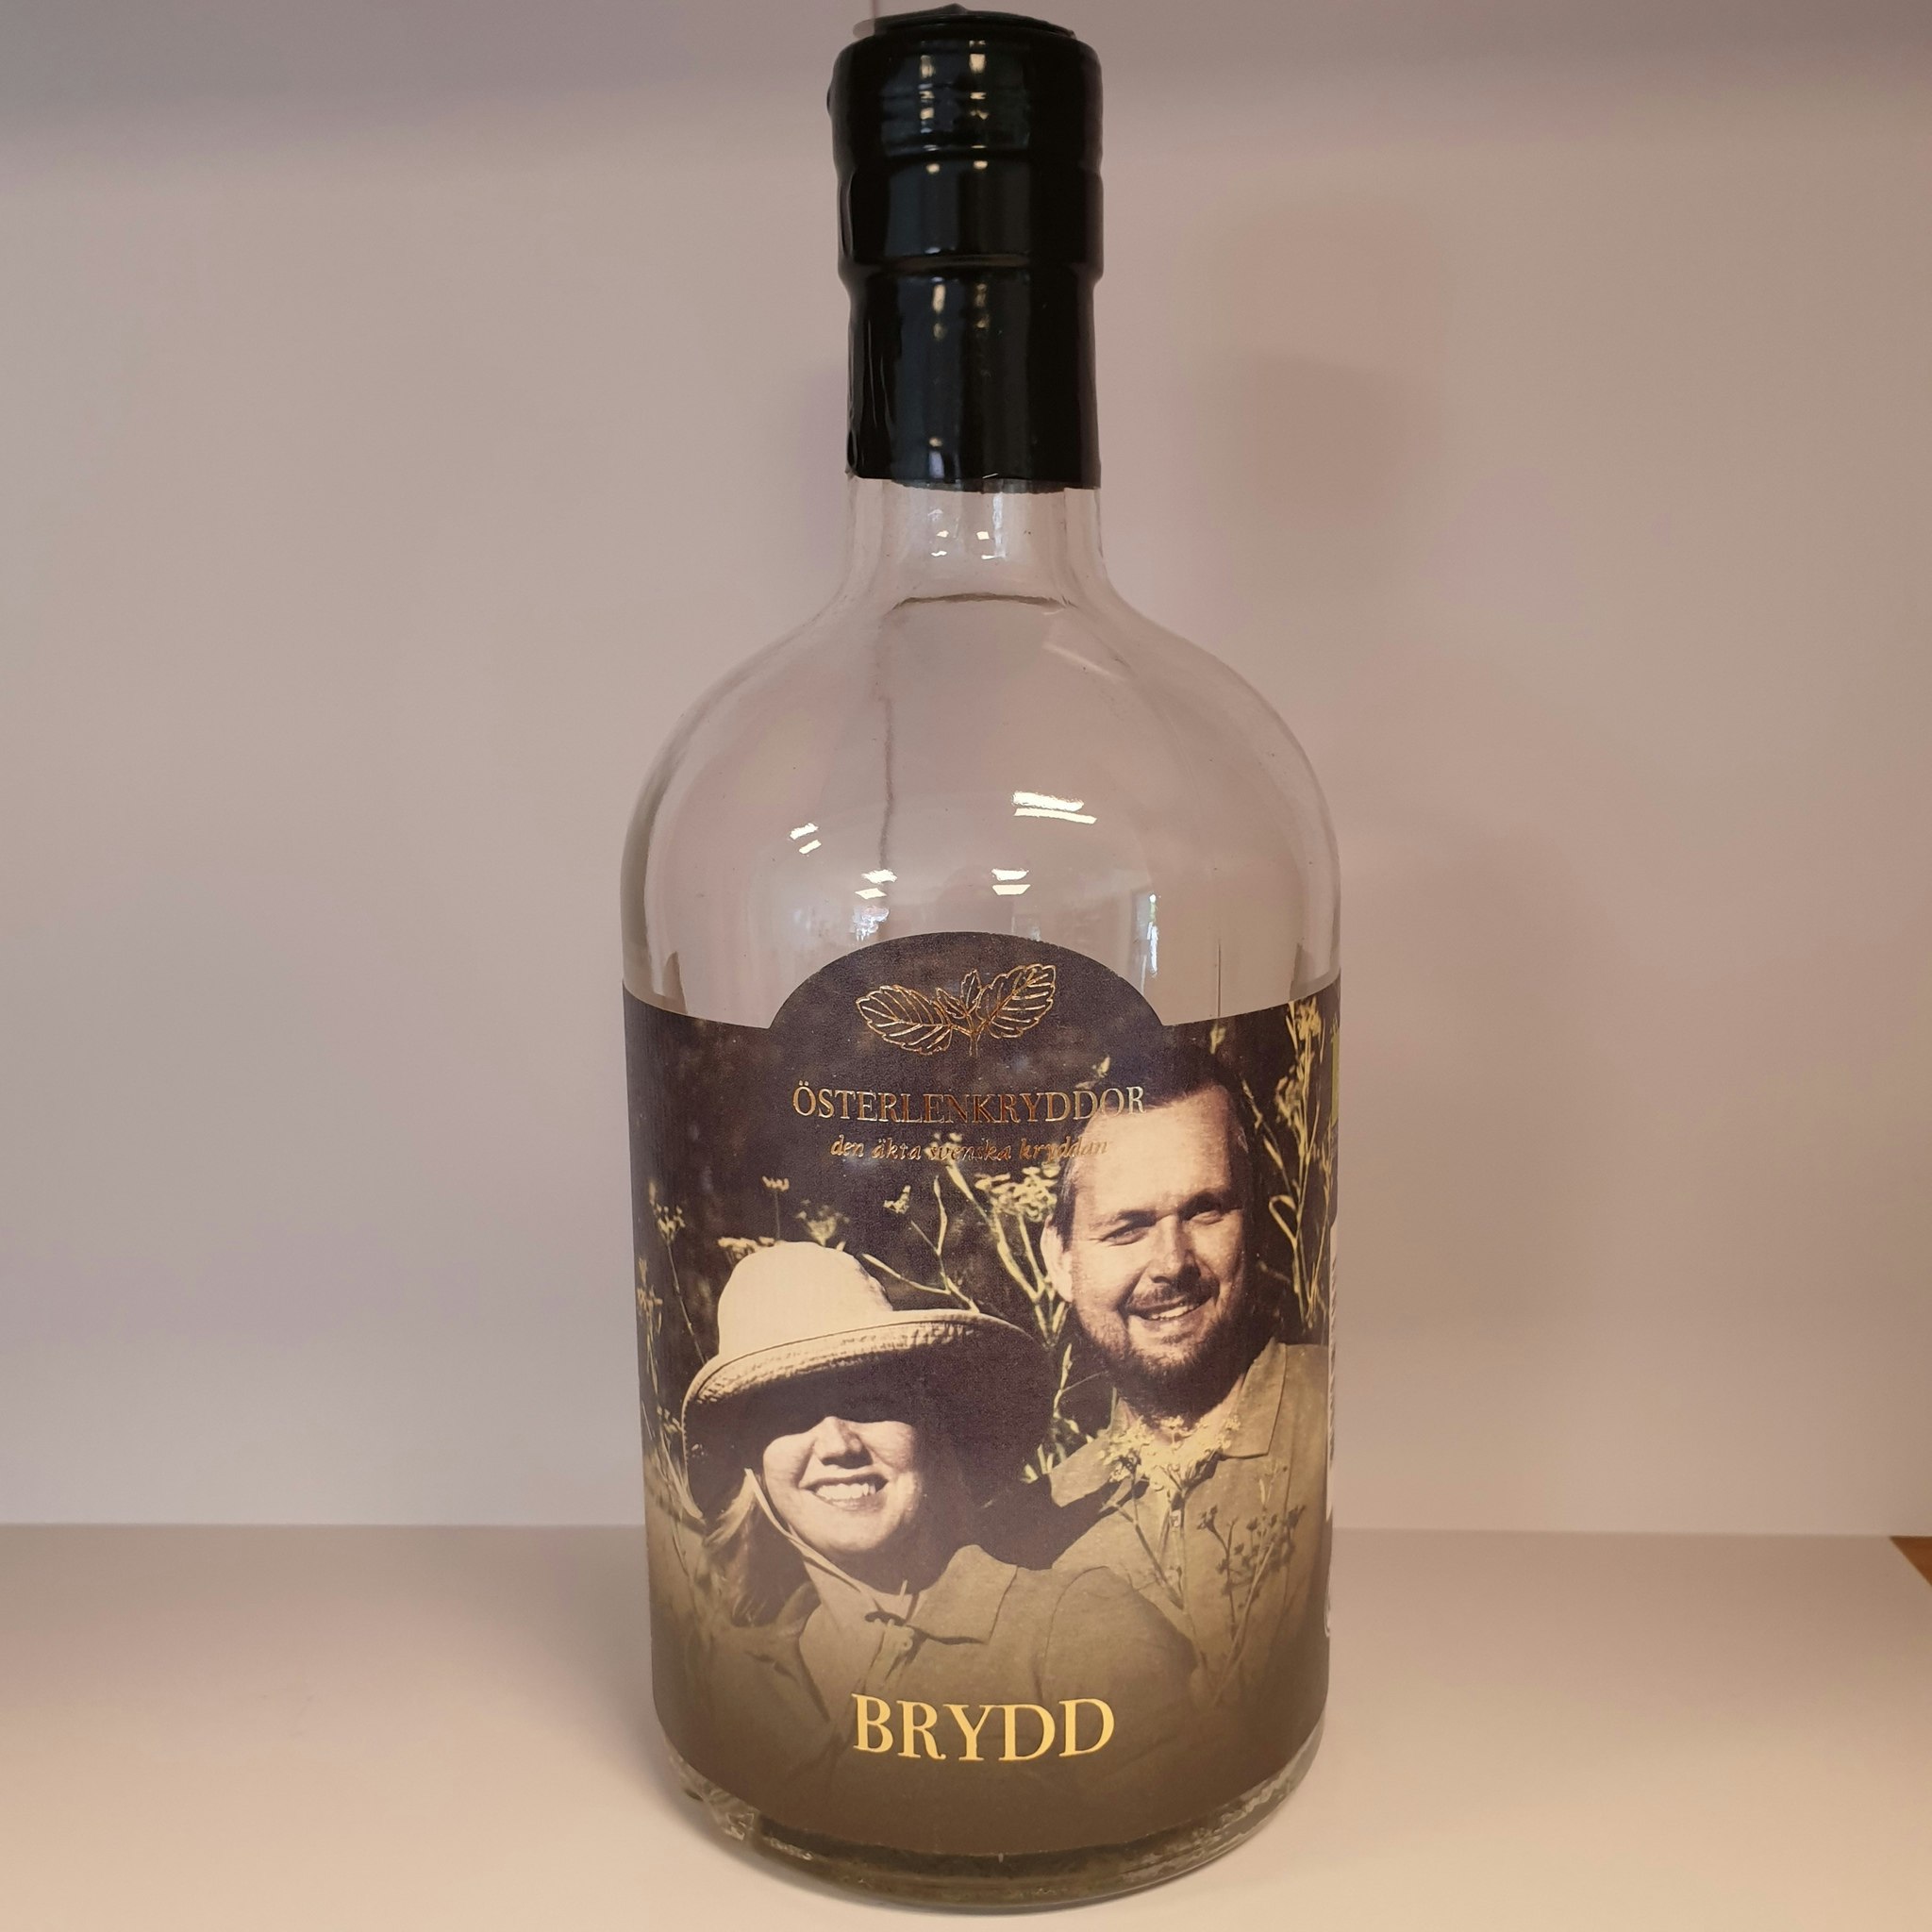 ÖSTERLENKRYDDOR
den äkta svenska kryddan
BRYDD